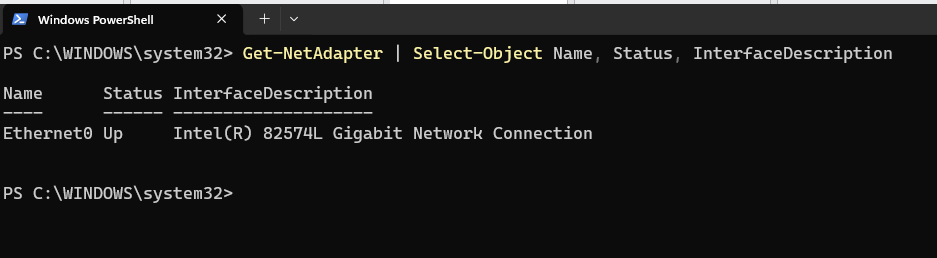 Windows PowerShell
PS C:\WINDOWS\system32> Get-NetAdapter | Select-Object Name, Status, InterfaceDescription
Name Status InterfaceDescription
---- ------ --------------------
Ethernet0 Up Intel(R) 82574L Gigabit Network Connection
PS C:\WINDOWS\system32>